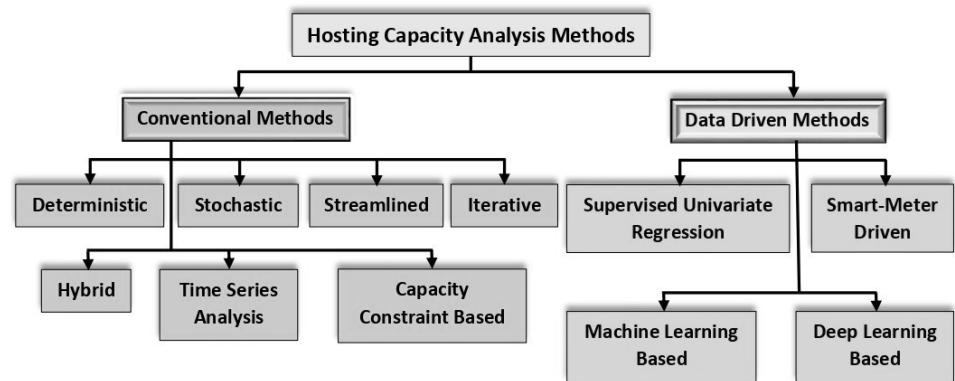 Hosting Capacity Analysis Methods
Conventional Methods
Data Driven Methods
Deterministic
Stochastic
Streamlined
Iterative
Supervised Univariate
Regression
Smart-Meter
Driven
Hybrid
Time Series
Analysis
Capacity
Constraint Based
Machine Learning
Based
Deep Learning
Based